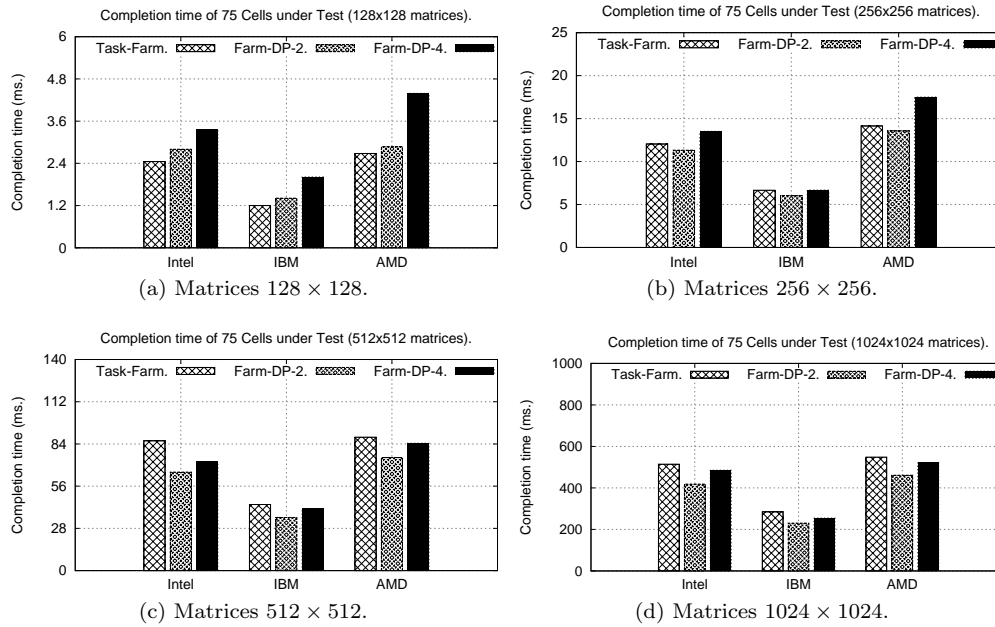 Completion time of 75 Cells under Test (128x128 matrices).
Completion time (ms.)
6
4.8
3.6
2.4
1.2
0
Task-Farm. Farm-DP-2. Farm-DP-4.
Intel IBM AMD
(a) Matrices 128 × 128.
Completion time of 75 Cells under Test (256x256 matrices).
Completion time (ms.)
25
20
15
10
5
0
Task-Farm. Farm-DP-2. Farm-DP-4.
Intel IBM AMD
(b) Matrices 256 × 256.
Completion time of 75 Cells under Test (512x512 matrices).
Completion time (ms.)
140
112
84
56
28
0
Task-Farm. Farm-DP-2. Farm-DP-4.
Intel IBM AMD
(c) Matrices 512 × 512.
Completion time of 75 Cells under Test (1024x1024 matrices).
Completion time (ms.)
1000
800
600
400
200
0
Task-Farm. Farm-DP-2. Farm-DP-4.
Intel IBM AMD
(d) Matrices 1024 × 1024.